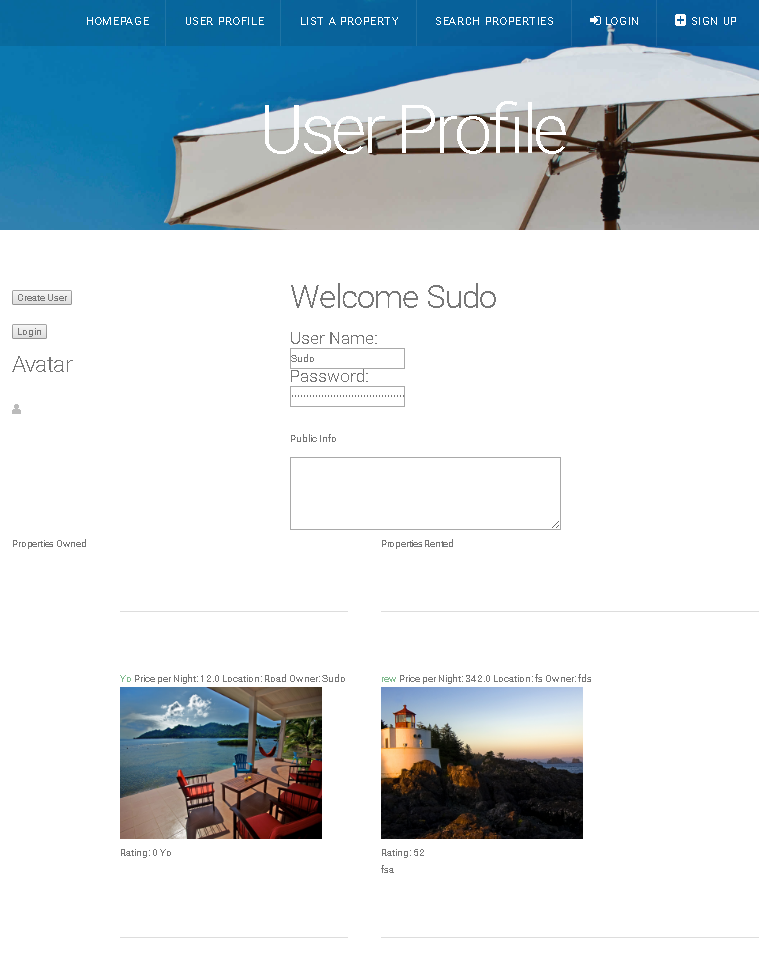 HOMEPAGE USER PROFILE LIST A PROPERTY SEARCH PROPERTIES LOGIN SIGN UP
User Profile
Create User
Login
Avatar
Welcome Sudo
User Name:
Sudo
Password:
Public Info
Properties Owned
Properties Rented
Yo Price per Night: 12.0 Location: Road Owner: Sudo
Rating: 0 Yo
rew Price per Night: 342.0 Location: fs Owner: fds
Rating: 52
fsa